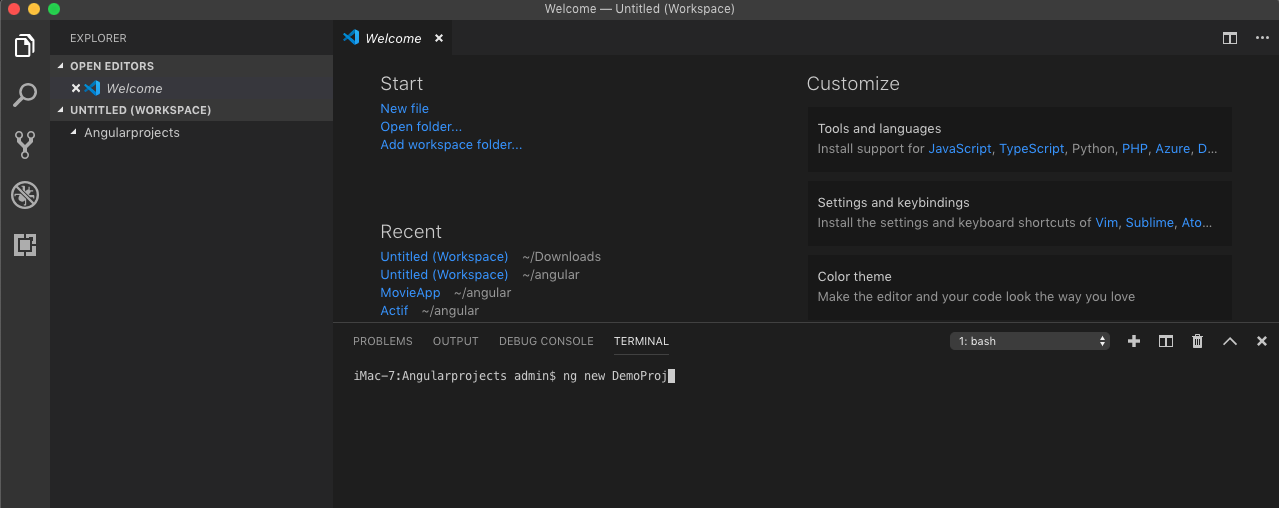 Welcome — Untitled (Workspace)
EXPLORER
OPEN EDITORS
Welcome
UNTITLED (WORKSPACE)
Angularprojects
Welcome
Start
New file
Open folder...
Add workspace folder...
Recent
Untitled (Workspace) ~/Downloads
Untitled (Workspace) ~/angular
MovieApp ~/angular
Actif ~/angular
Customize
Tools and languages
Install support for JavaScript, TypeScript, Python, PHP, Azure, D...
Settings and keybindings
Install the settings and keyboard shortcuts of Vim, Sublime, Ato...
Color theme
Make the editor and your code look the way you love
PROBLEMS OUTPUT DEBUG CONSOLE TERMINAL 1: bash
iMac-7:Angularprojects admin$ ng new DemoProj